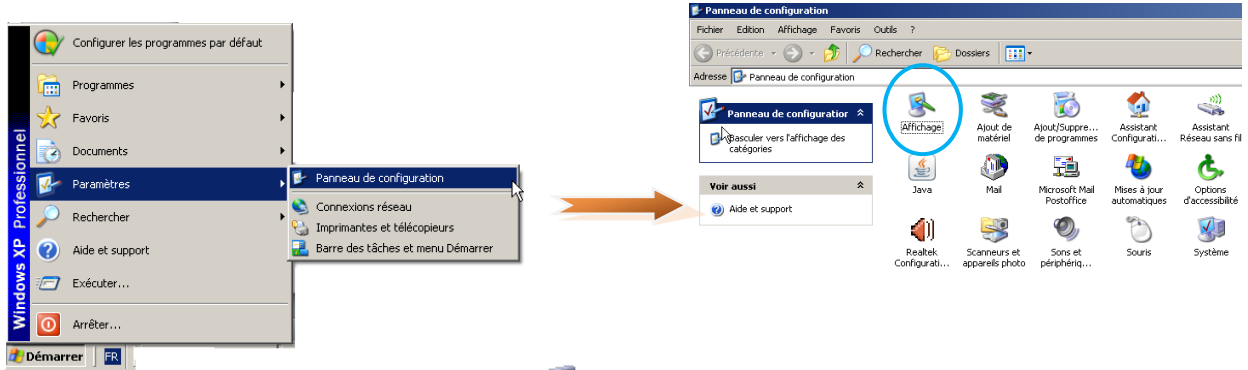 Windows XP Professionnel
Configurer les programmes par défaut
Programmes
Favoris
Documents
Paramètres
Rechercher
Aide et support
Exécuter...
Arrêter...
Démarrer
FR
Panneau de configuration
Connexions réseau
Imprimantes et télécopieurs
Barre des tâches et menu Démarrer
Panneau de configuration
Fichier Edition Affichage Favoris Outils ?
Précédente Rechercher Dossiers
Adresse Panneau de configuration
Panneau de configuration
Basculer vers l'affichage des
catégories
Voir aussi
Aide et support
Affichage
Ajout de
matériel
Ajout/Suppre...
de programmes
Assistant
Configurati...
Assistant
Réseau sans fil
Java
Mail
Microsoft Mail
Postoffice
Mises à jour
automatiques
Options
d'accessibilité
Realtek
Configurati...
Scanneurs et
appareils photo
Sons et
périphériq...
Souris
Système